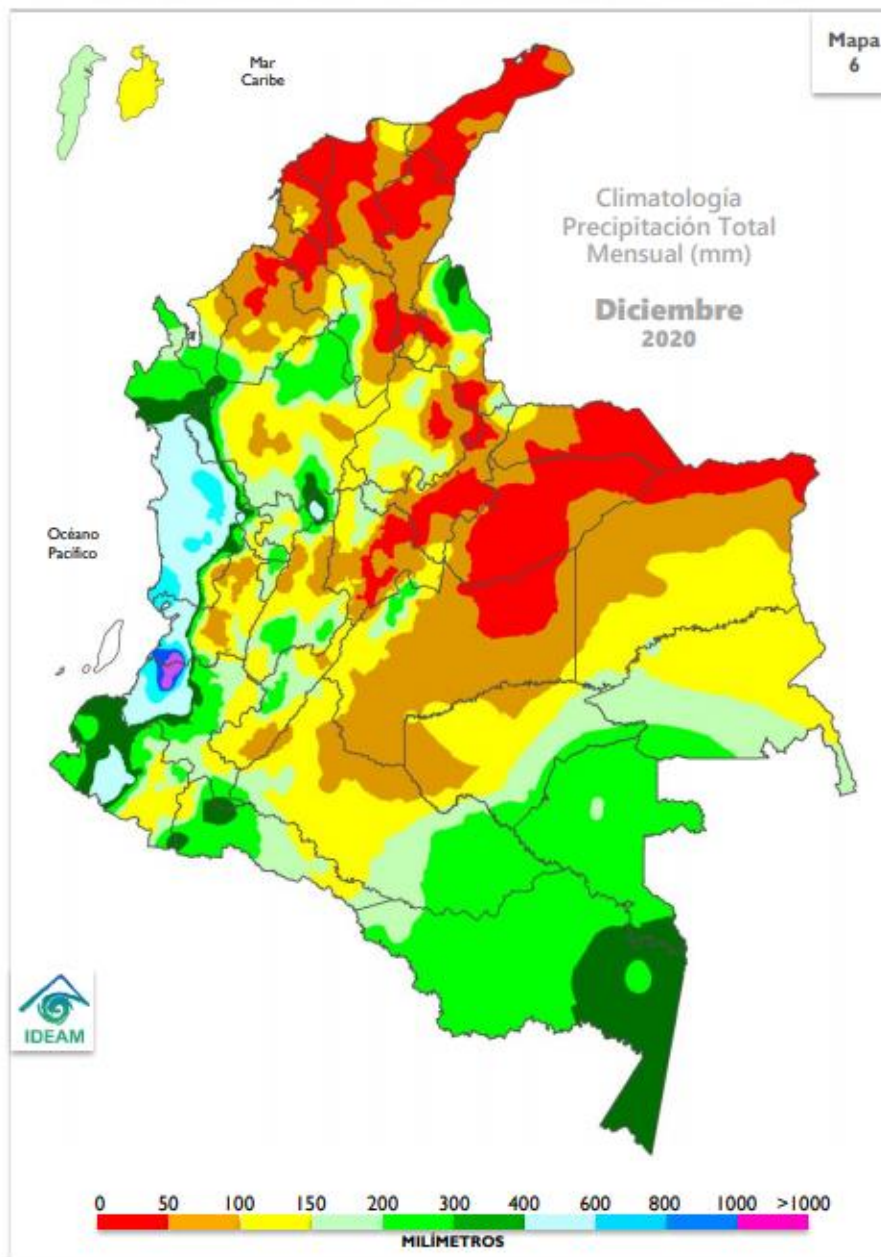 Mapa
6
Mar
Caribe
Climatología
Precipitación Total
Mensual (mm)
Diciembre
2020
Océano
Pacífico
IDEAM
0 50 100 150 200 300 400 600 800 1000 >1000
MILÍMETROS